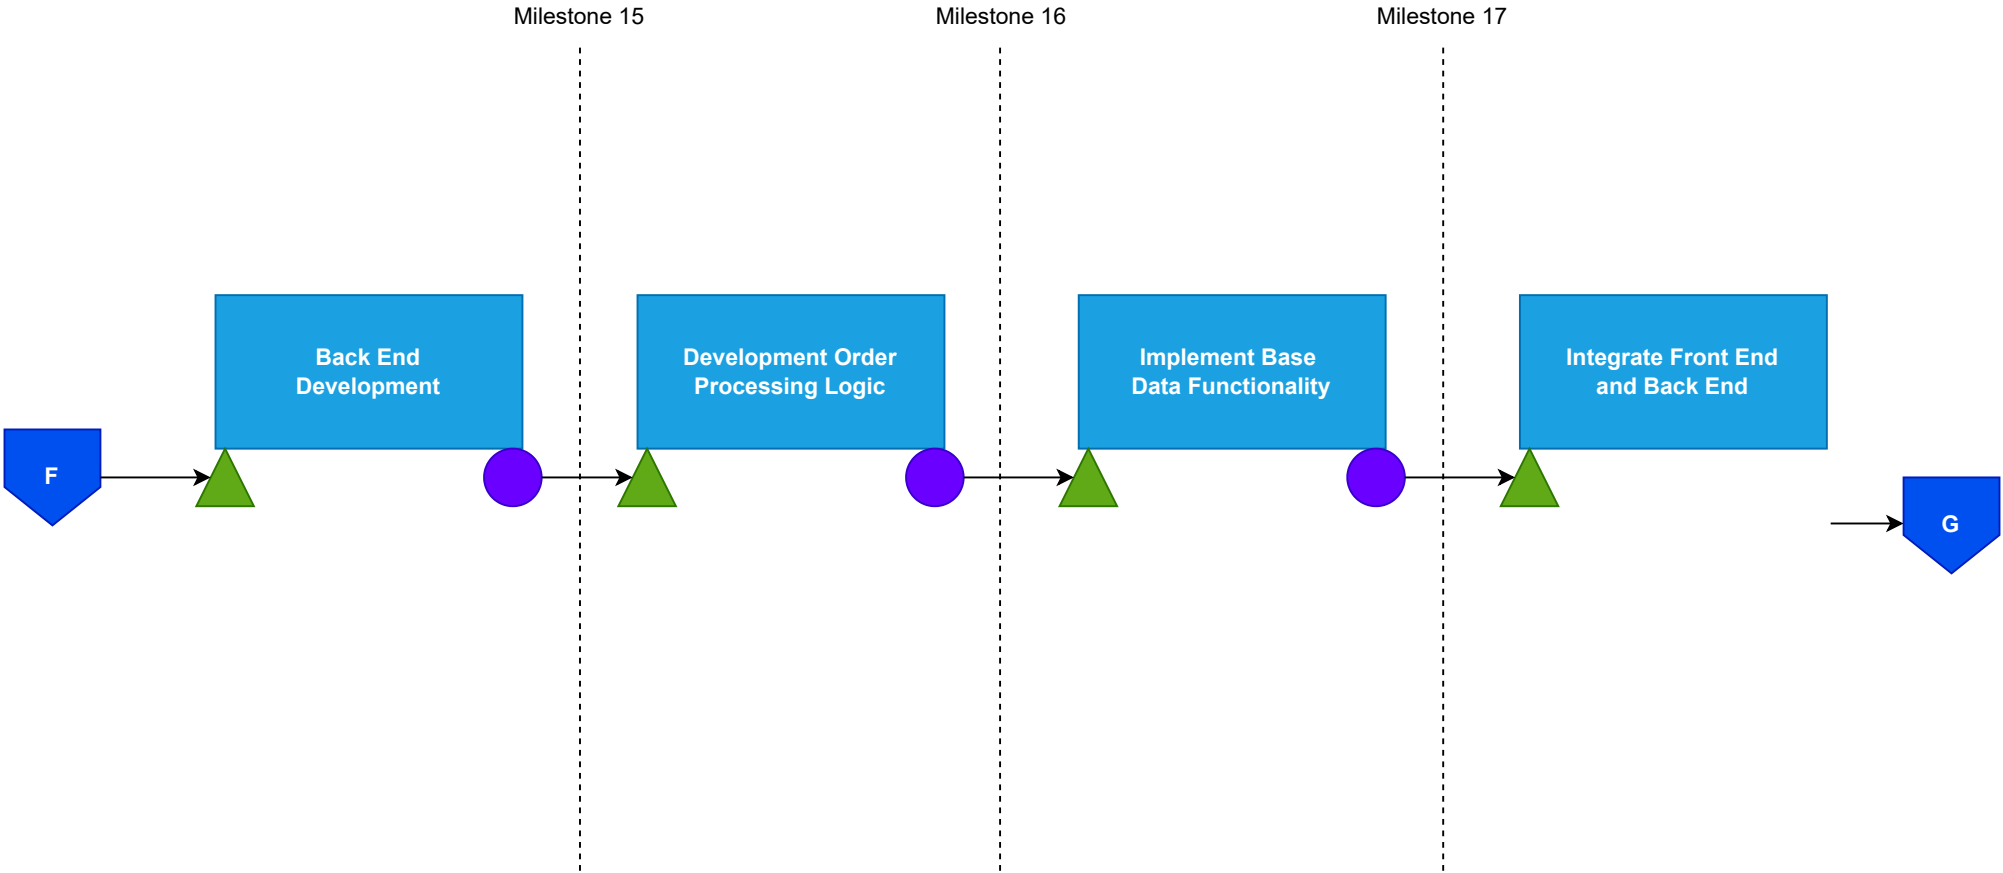 Milestone 15
Milestone 16
Milestone 17
Back End
Development
Development Order
Processing Logic
Implement Base
Data Functionality
Integrate Front End
and Back End
F
G